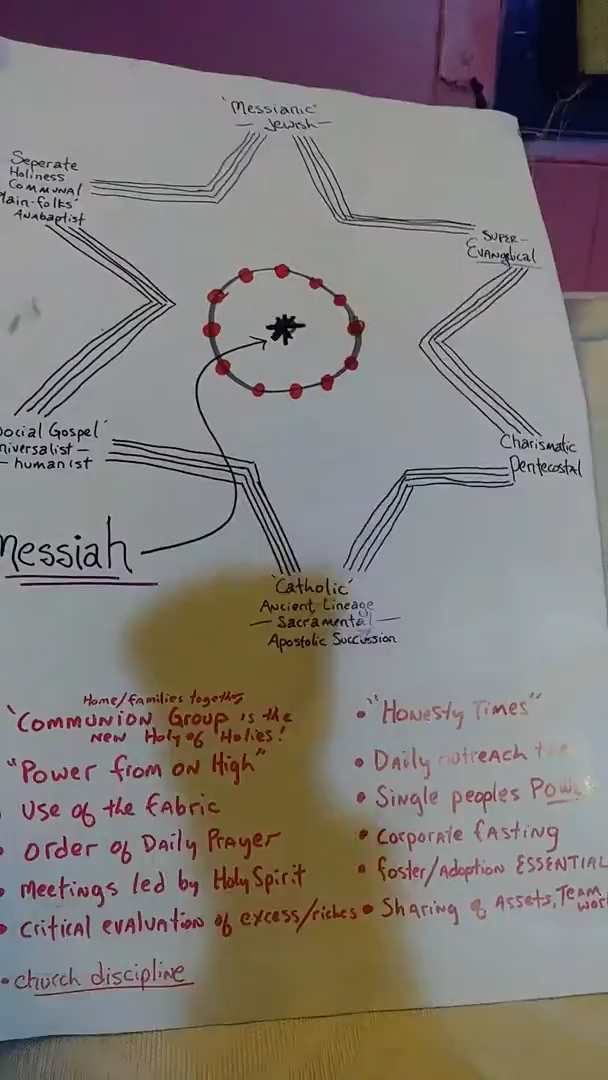 'Messianic'
Jewish
Seperate
Holiness
Communal
lain-folks'
Anabaptist
Super-
Evangelical
ocial Gospel'
niversalist —
— humanist
Charismatic
Pentecostal
Messiah
'Catholic'
Ancient, Lineage
— Sacramental —
Apostolic Succussion
Home/families together
'Communion Group is the
new Holy of Holies!
"Power from on High"
• Use of the fabric
• Order of Daily Prayer
• Meetings led by Holy Spirit
• Critical evaluation of excess/riches
• Church discipline
• "Honesty Times"
• Daily outreach
• Single peoples
• Corporate fasting
• Foster/Adoption ESSENTIAL
• Sharing of Assets, Team